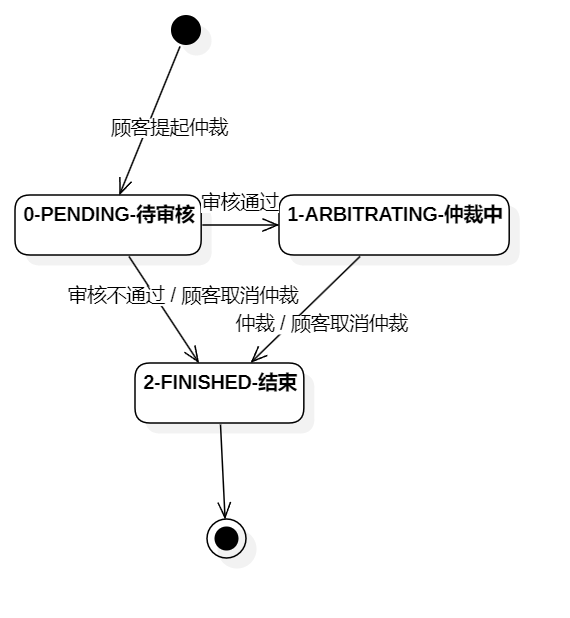 顾客提起仲裁
审核通过
0-PENDING-待审核
1-ARBITRATING-仲裁中
审核不通过 / 顾客取消仲裁
仲裁 / 顾客取消仲裁
2-FINISHED-结束